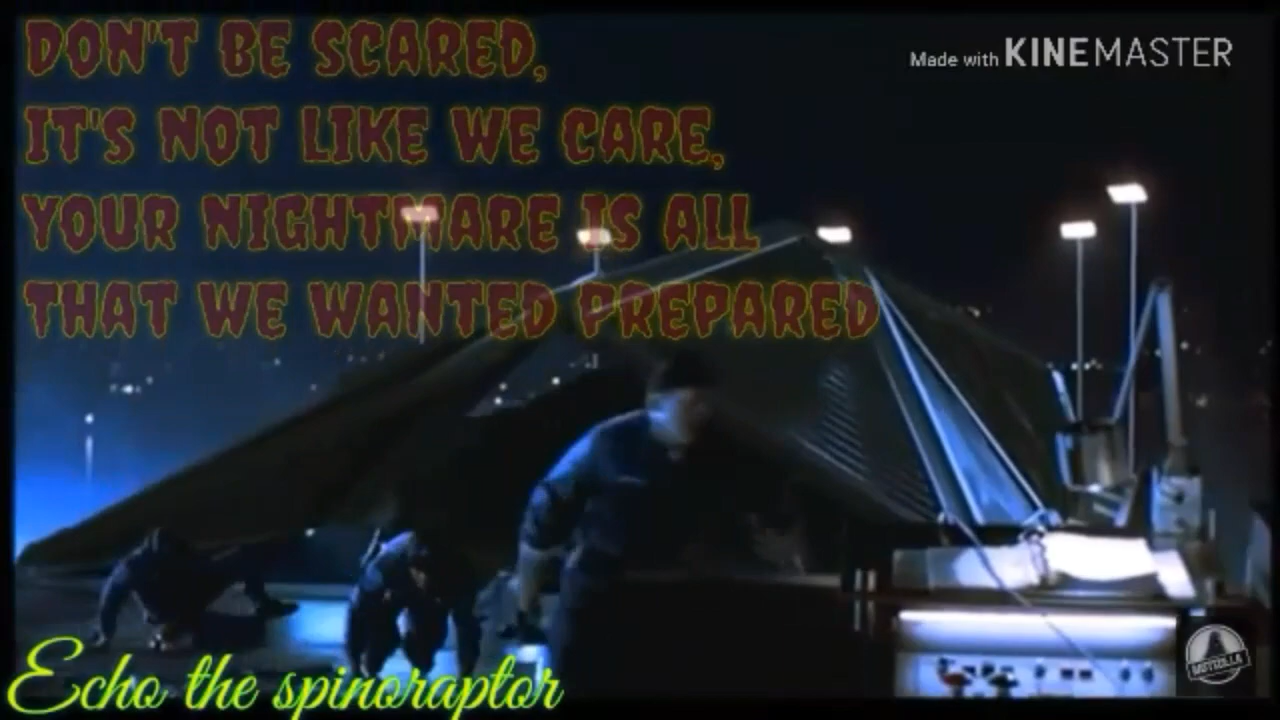 DON'T BE SCARED,
IT'S NOT LIKE WE CARE,
YOUR NIGHTMARE IS ALL
THAT WE WANTED PREPARED
Made with KINEMASTER
Echo the spinoraptor